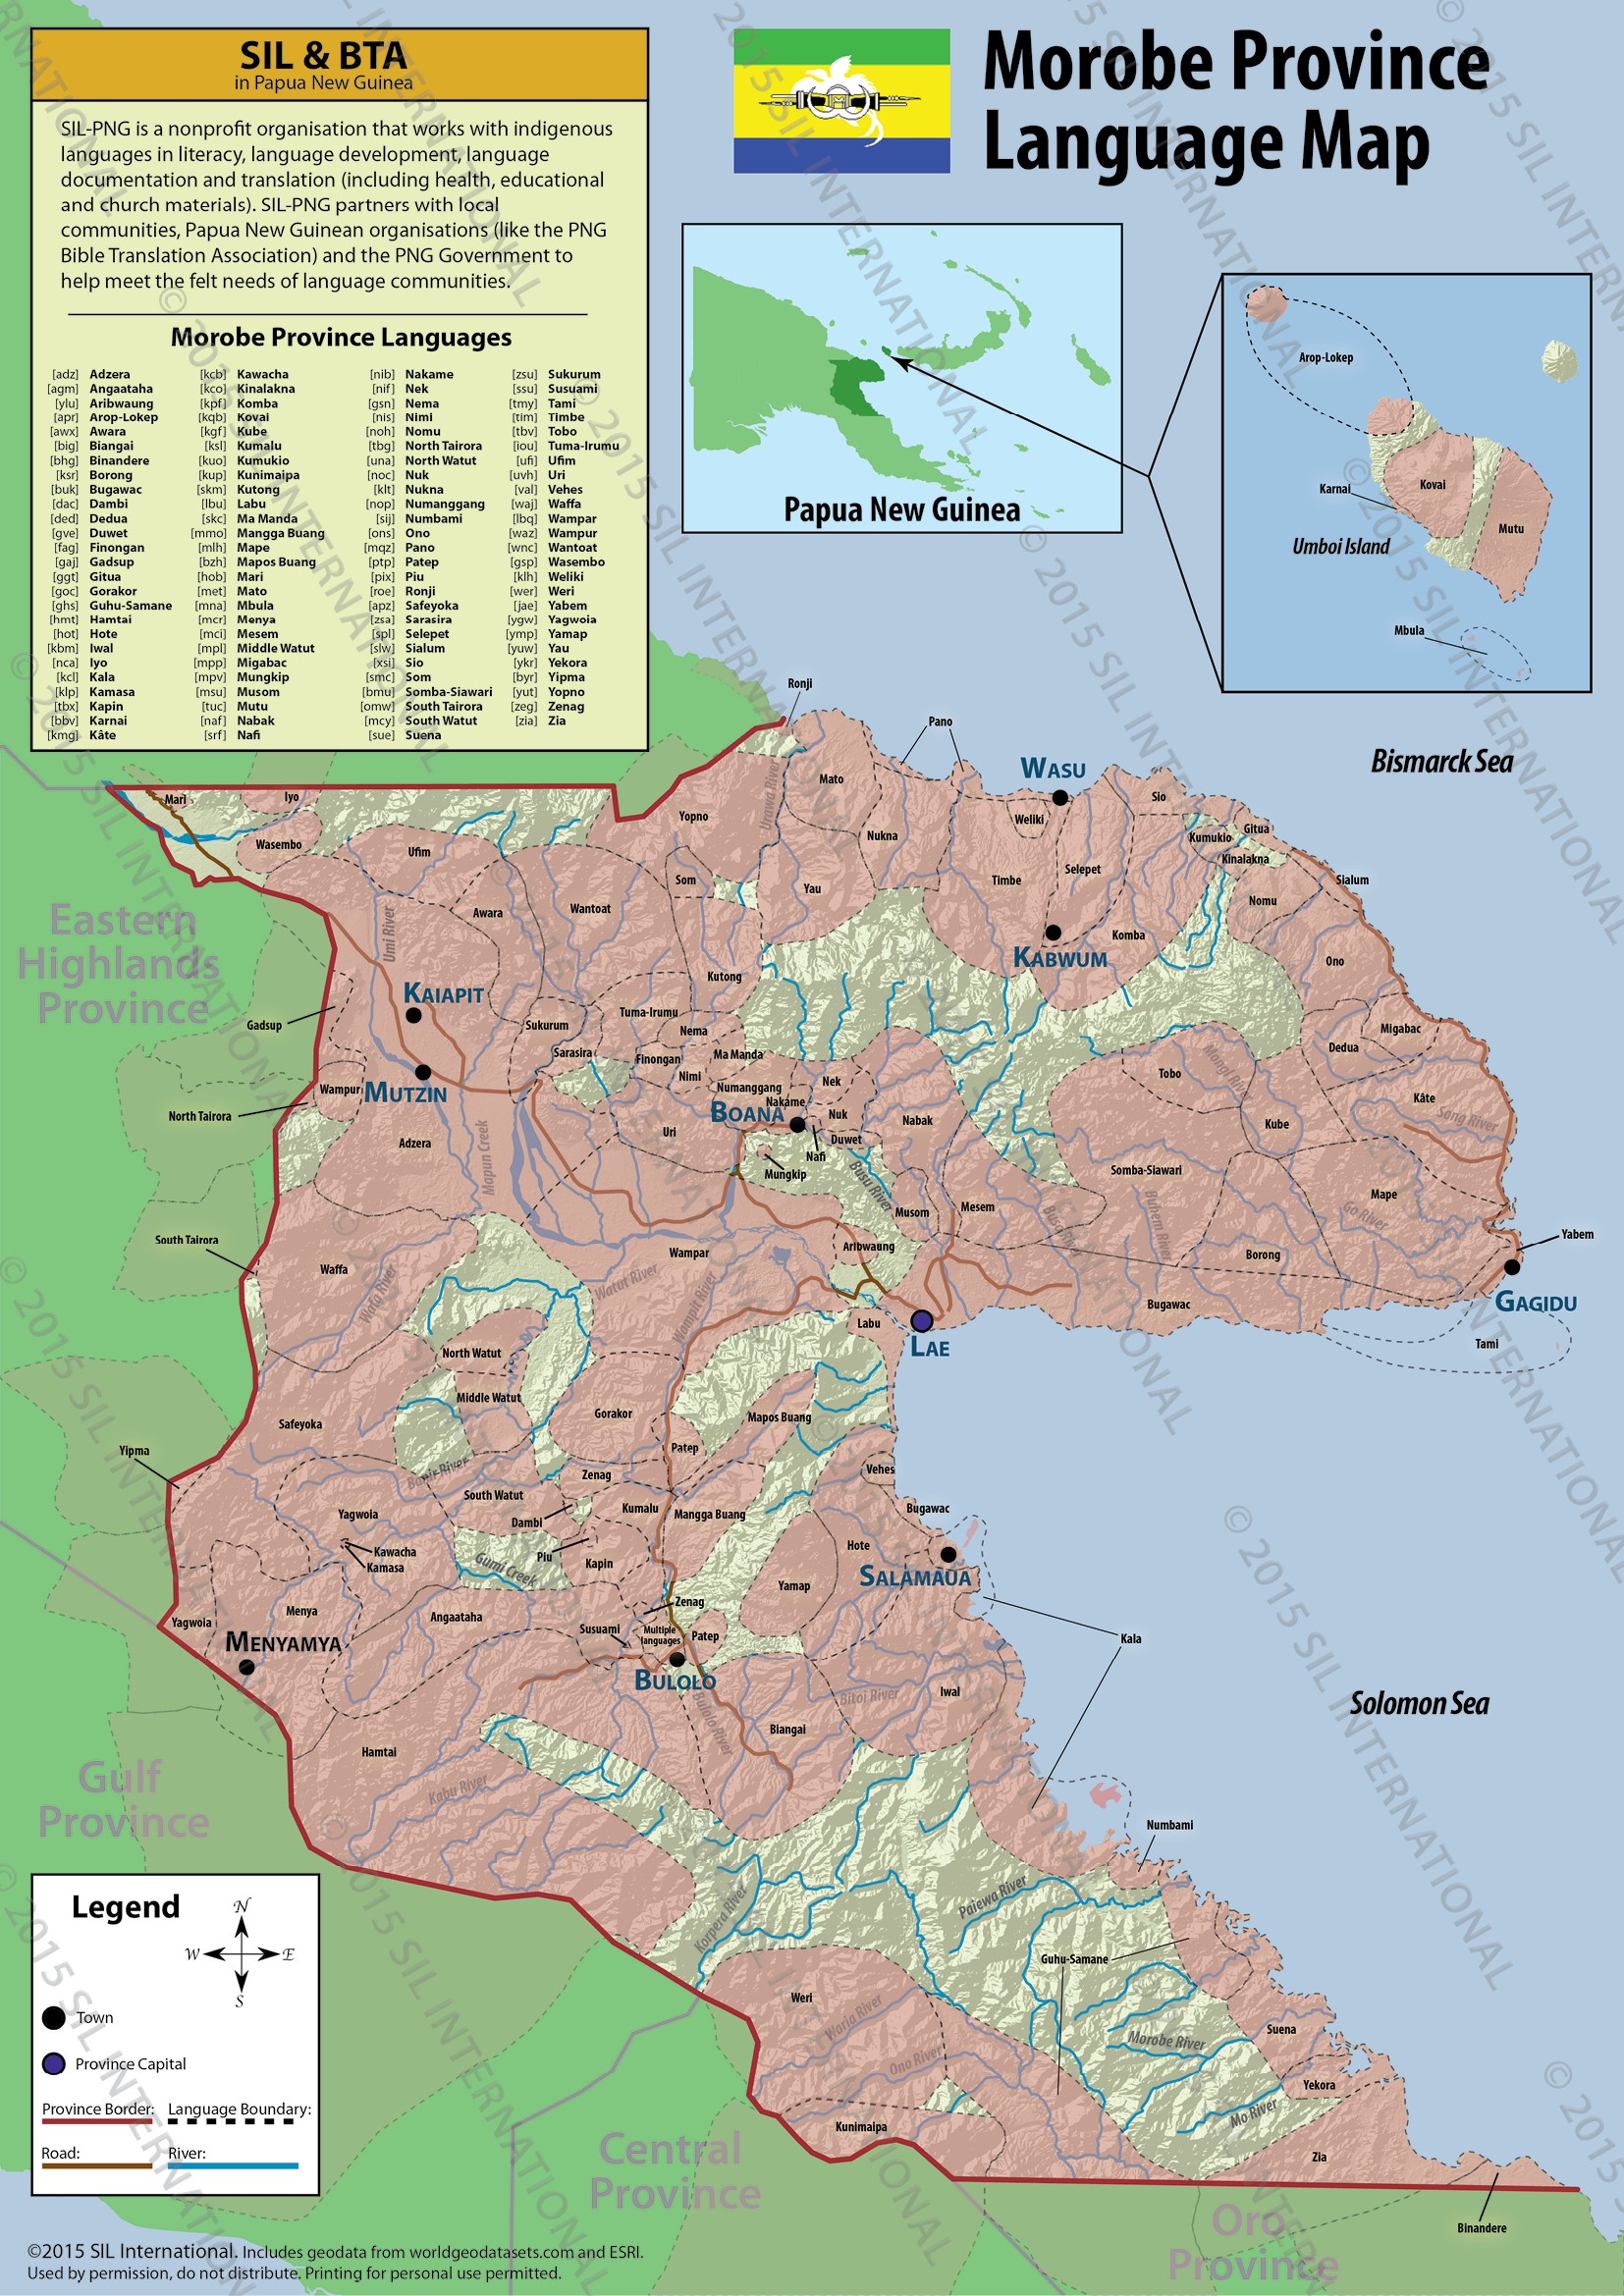 SIL & BTA
in Papua New Guinea
SIL-PNG is a nonprofit organisation that works with indigenous
languages in literacy, language development, language
documentation and translation (including health, educational
and church materials). SIL-PNG partners with local
communities, Papua New Guinean organisations (like the PNG
Bible Translation Association) and the PNG Government to
help meet the felt needs of language communities.
Morobe Province Languages
[adz] Adzera
[agm] Angaataha
[ylu] Aribwaung
[apr] Arop-Lokep
[awx] Awara
[big] Biangai
[bhg] Binandere
[ksr] Borong
[buk] Bugawac
[dac] Dambi
[ded] Dedua
[gve] Duwet
[fag] Finongan
[gaj] Gadsup
[ggt] Gitua
[goc] Gorakor
[ghs] Guhu-Samane
[hmt] Hamtai
[hot] Hote
[kbm] Iwal
[nca] Iyo
[kcl] Kala
[klp] Kamasa
[tbx] Kapin
[bbv] Karnai
[kmg] Kâte
[kcb] Kawacha
[kco] Kinalakna
[kpf] Komba
[kqb] Kovai
[kgf] Kube
[ksl] Kumalu
[kuo] Kumukio
[kup] Kunimaipa
[skm] Kutong
[lbu] Labu
[skc] Ma Manda
[mmo] Mangga Buang
[mlh] Mape
[bzh] Mapos Buang
[hob] Mari
[met] Mato
[mna] Mbula
[mcr] Menya
[mci] Mesem
[mpl] Middle Watut
[mpp] Migabac
[mpv] Mungkip
[msu] Musom
[tuc] Mutu
[naf] Nabak
[srf] Nafi
[nib] Nakame
[nif] Nek
[gsn] Nema
[nis] Nimi
[noh] Nomu
[tbg] North Tairora
[una] North Watut
[noc] Nuk
[klt] Nukna
[nop] Numanggang
[sij] Numbami
[ons] Ono
[mqz] Pano
[ptp] Patep
[pix] Piu
[roe] Ronji
[apz] Safeyoka
[zsa] Sarasira
[spl] Selepet
[slw] Sialum
[xsi] Sio
[smc] Som
[bmu] Somba-Siawari
[omw] South Tairora
[mcy] South Watut
[sue] Suena
[zsu] Sukurum
[ssu] Susuami
[tmy] Tami
[tim] Timbe
[tbv] Tobo
[iou] Tuma-Irumu
[ufi] Ufim
[uvh] Uri
[val] Vehes
[waj] Waffa
[lbq] Wampar
[waz] Wampur
[wnc] Wantoat
[gsp] Wasembo
[klh] Weliki
[wer] Weri
[jae] Yabem
[ygw] Yagwoia
[ymp] Yamap
[yuw] Yau
[ykr] Yekora
[byr] Yipma
[yut] Yopno
[zeg] Zenag
[zia] Zia
Morobe Province
Language Map
Papua New Guinea
Arop-Lokep
Karnai
Kovai
Mutu
Umboi Island
Mbula
Ronji
Pano
Bismarck Sea
WASU
Mari
Iyo
Mato
Sio
Yopno
Urawa River
Weliki
Nukna
Kumukio
Gitua
Wasembo
Ufim
Kinalakna
Selepet
Som
Yau
Timbe
Sialum
Nomu
Awara
Wantoat
Umi River
Komba
KABWUM
Ono
Eastern
Highlands
Province
Kutong
KAIAPIT
Gadsup
Sukurum
Tuma-Irumu
Nema
Migabac
Dedua
Sarasira
Finongan
Ma Manda
Nimi
Nek
Tobo
Mongi River
Wampur
MUTZIN
Numanggang
Nakame
North Tairora
BOANA
Nuk
Nabak
Kâte
Song River
Kube
Adzera
Mapun Creek
Uri
Duwet
Nafi
Mungkip
Busu River
Somba-Siawari
Mape
Musom
Mesem
Buhem River
Go River
South Tairora
Aribwaung
Wampar
Borong
Yabem
Waffa
Wafa River
Watut River
Wampit River
GAGIDU
Bugawac
Labu
LAE
Tami
North Watut
Middle Watut
Safeyoka
Gorakor
Mapos Buang
Yipma
Patep
Banir River
Zenag
Vehes
South Watut
Yagwoia
Dambi
Kumalu
Mangga Buang
Bugawac
Kawacha
Kamasa
Piu
Gumi Creek
Kapin
Hote
SALAMAUA
Yamap
Yagwoia
Menya
Angaataha
Zenag
Susuami
Multiple
languages
Patep
Kala
MENYAMYA
BULOLO
Iwal
Bitoi River
Solomon Sea
Bulolo River
Biangai
Hamtai
Kabu River
Gulf
Province
Numbami
Paiewa River
Korpera River
Guhu-Samane
Weri
Waria River
Ono River
Morobe River
Suena
Yekora
Mo River
Kunimaipa
Zia
Central
Province
Binandere
Oro
Province
Legend
N
W
E
S
Town
Province Capital
Province Border:
Language Boundary:
Road:
River:
©2015 SIL International. Includes geodata from worldgeodatasets.com and ESRI.
Used by permission, do not distribute. Printing for personal use permitted.
© 2015 SIL INTERNATIONAL